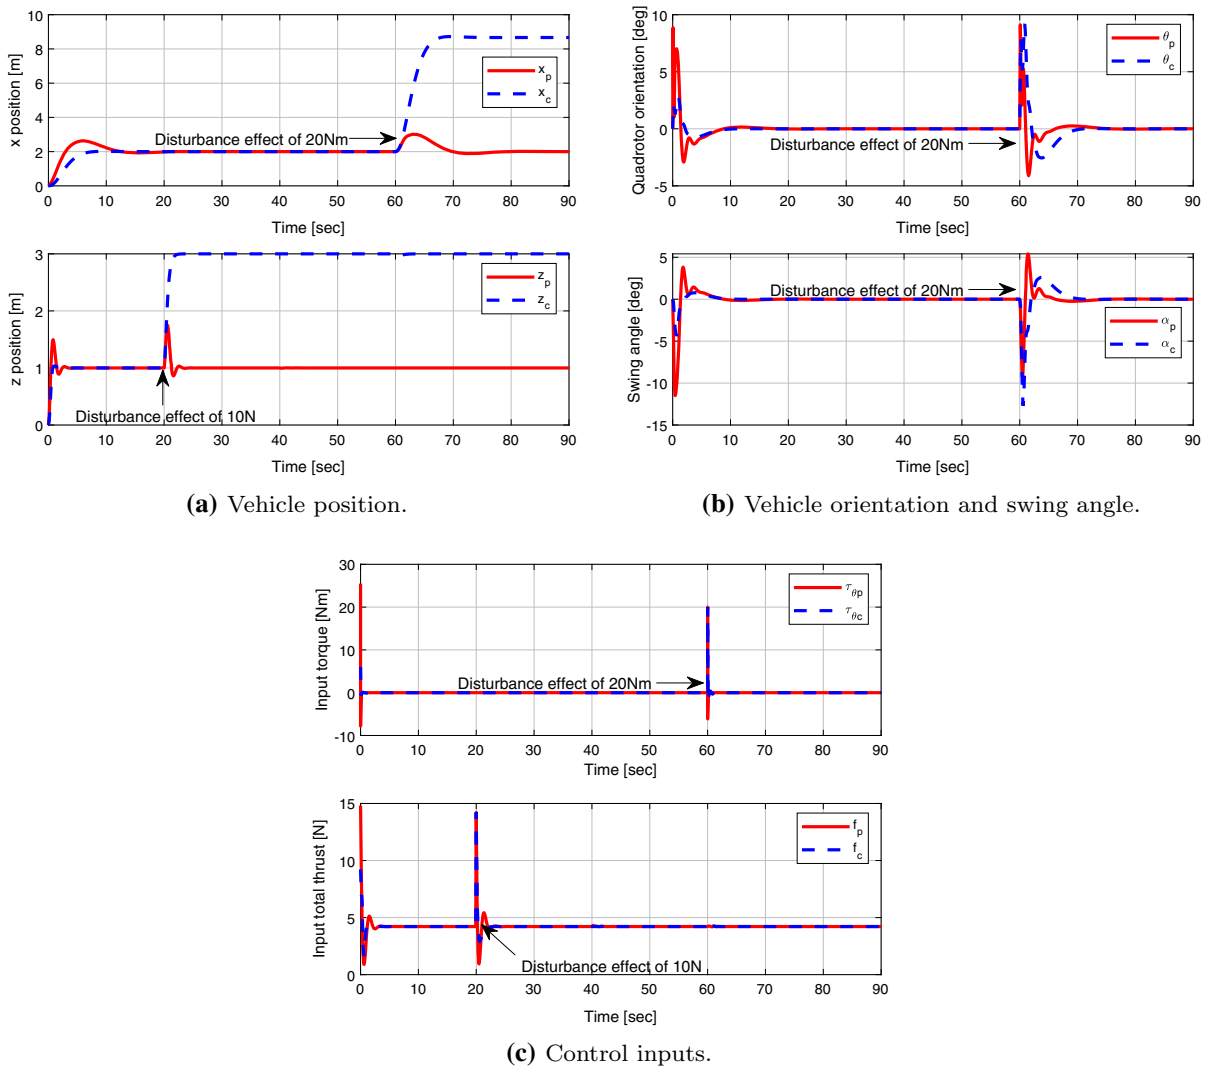 x position [m]
10
8
6
4
2
0
x_p
x_c
Disturbance effect of 20Nm
0 10 20 30 40 50 60 70 80 90
Time [sec]
z position [m]
3
2
1
0
z_p
z_c
Disturbance effect of 10N
0 10 20 30 40 50 60 70 80 90
Time [sec]
(a) Vehicle position.
Quadrotor orientation [deg]
10
5
0
-5
θ_p
θ_c
Disturbance effect of 20Nm
0 10 20 30 40 50 60 70 80 90
Time [sec]
Swing angle [deg]
5
0
-5
-10
-15
Disturbance effect of 20Nm
α_p
α_c
0 10 20 30 40 50 60 70 80 90
Time [sec]
(b) Vehicle orientation and swing angle.
Input torque [Nm]
30
20
10
0
-10
τ_θp
τ_θc
Disturbance effect of 20Nm
0 10 20 30 40 50 60 70 80 90
Time [sec]
Input total thrust [N]
15
10
5
0
f_p
f_c
Disturbance effect of 10N
0 10 20 30 40 50 60 70 80 90
Time [sec]
(c) Control inputs.